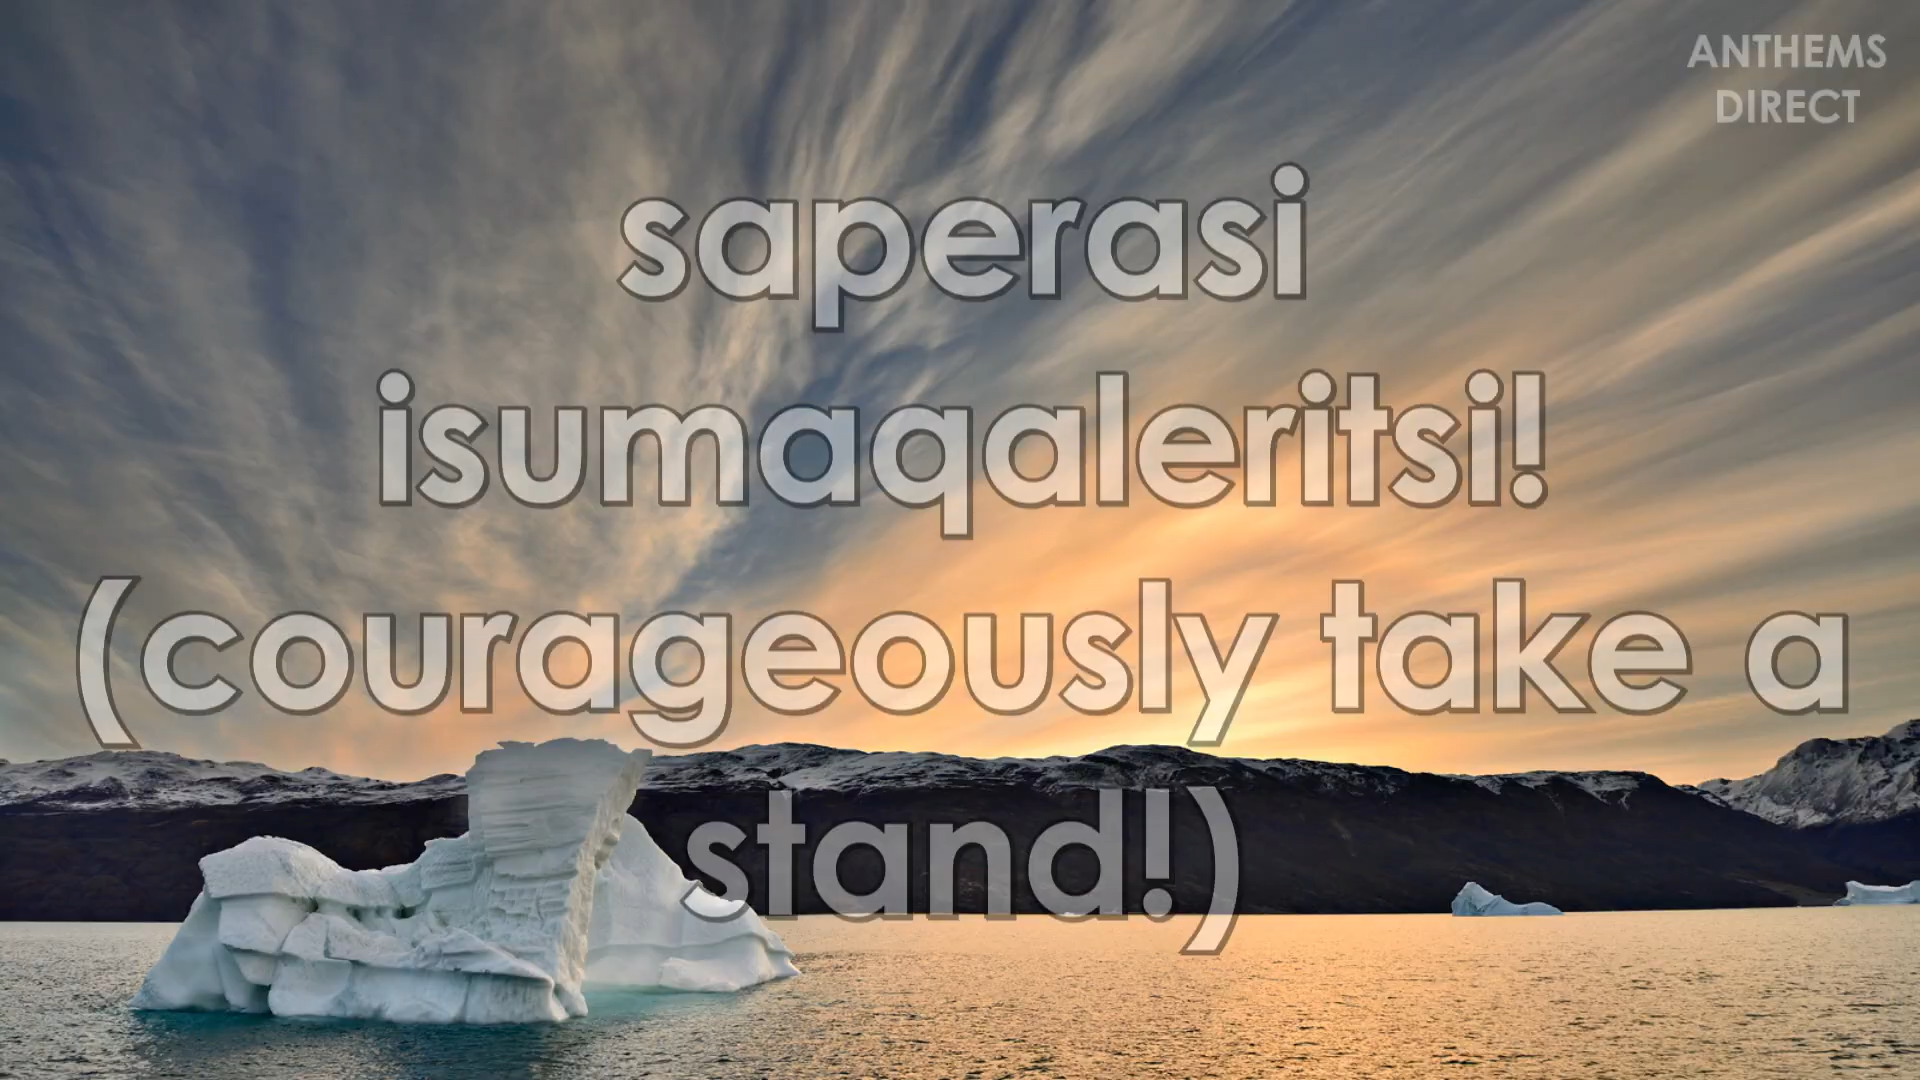 ANTHEMS
DIRECT
saperasi
isumaqaleritsi!
(courageously take a
stand!)